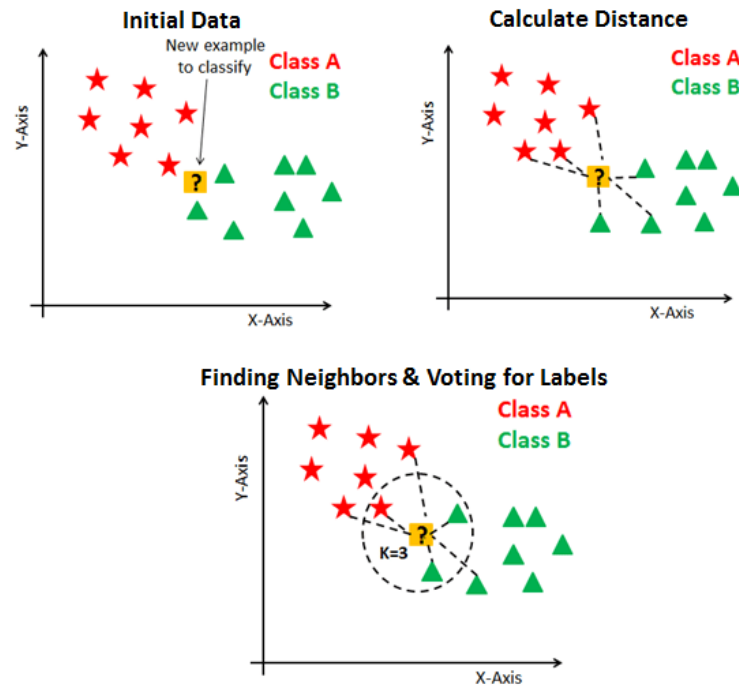 Initial Data
New example
to classify
Class A
Class B
?
Y-Axis
X-Axis
Calculate Distance
Class A
Class B
?
Y-Axis
X-Axis
Finding Neighbors & Voting for Labels
Class A
Class B
?
K=3
Y-Axis
X-Axis